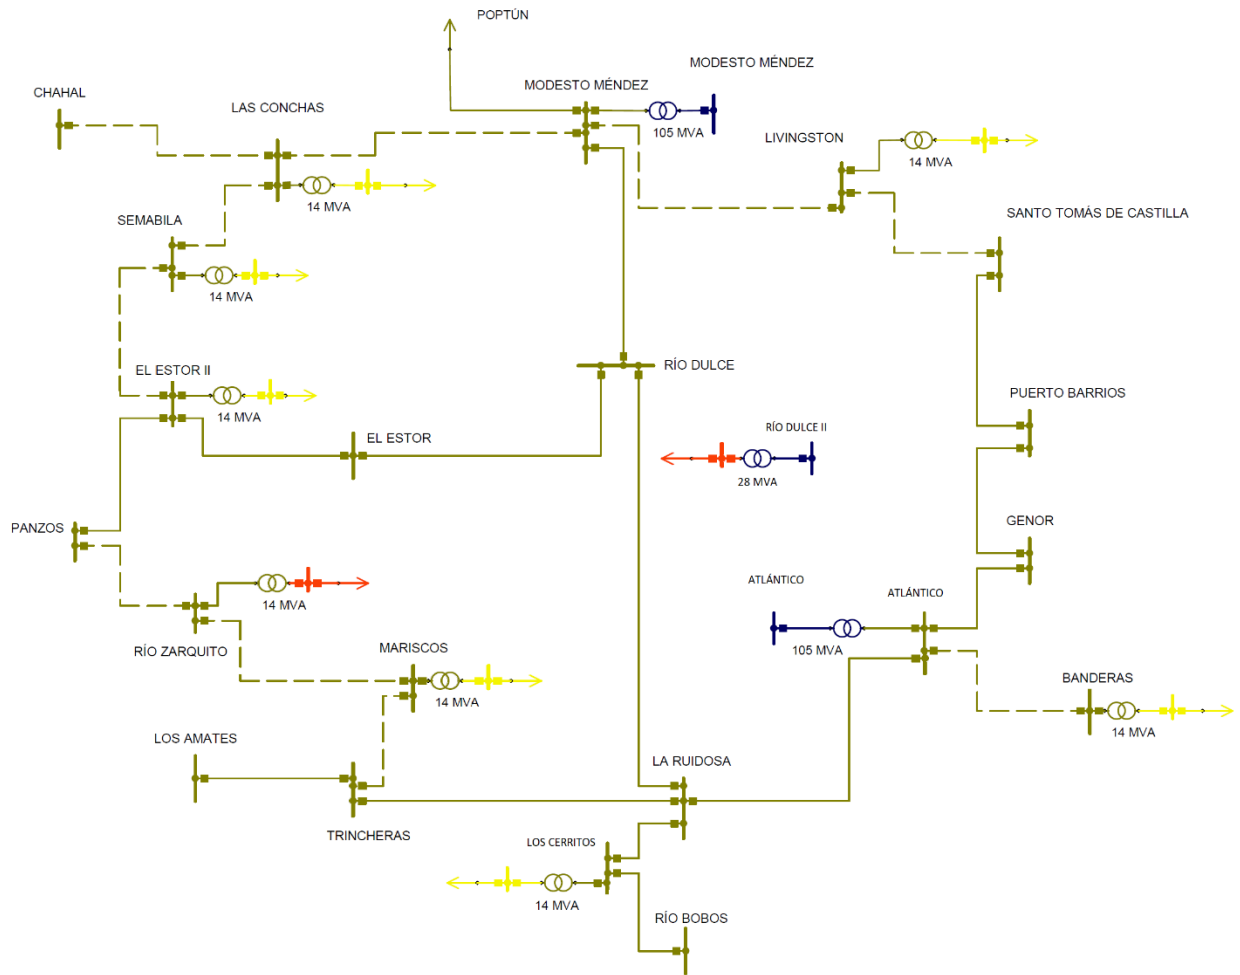 POPTÚN
MODESTO MÉNDEZ
MODESTO MÉNDEZ
CHAHAL
LAS CONCHAS
105 MVA
LIVINGSTON
14 MVA
14 MVA
SEMABILA
SANTO TOMÁS DE CASTILLA
14 MVA
EL ESTOR II
RÍO DULCE
PUERTO BARRIOS
14 MVA
EL ESTOR
RÍO DULCE II
28 MVA
PANZOS
GENOR
ATLÁNTICO
ATLÁNTICO
14 MVA
RÍO ZARQUITO
MARISCOS
105 MVA
BANDERAS
14 MVA
14 MVA
LOS AMATES
LA RUIDOSA
TRINCHERAS
LOS CERRITOS
14 MVA
RÍO BOBOS